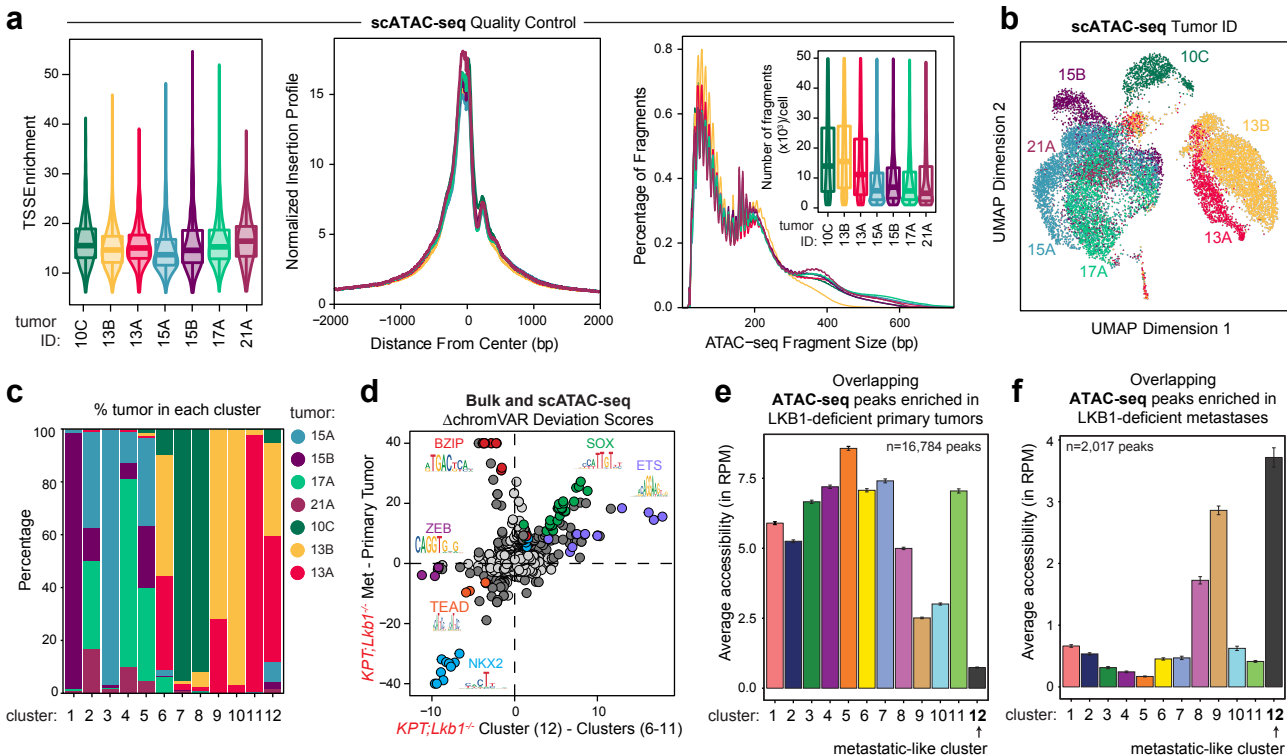 a
scATAC-seq Quality Control
TSSEnrichment
50
40
30
20
10
tumor
ID:
10C
13B
13A
15A
15B
17A
21A
Normalized Insertion Profile
15
10
5
0
−2000
−1000
0
1000
2000
Distance From Center (bp)
Percentage of Fragments
0.8
0.6
0.4
0.2
0.0
0
200
400
600
ATAC−seq Fragment Size (bp)
Number of fragments
(x10³)/cell
50
40
30
20
10
0
tumor
ID:
10C
13B
13A
15A
15B
17A
21A
b
scATAC-seq Tumor ID
10C
15B
13B
21A
15A
13A
17A
UMAP Dimension 2
UMAP Dimension 1
c
% tumor in each cluster
Percentage
100
80
60
40
20
0
cluster: 1 2 3 4 5 6 7 8 9 10 11 12
tumor:
15A
15B
17A
21A
10C
13B
13A
d
Bulk and scATAC-seq
ΔchromVAR Deviation Scores
KPT;Lkb1-/- Met - Primary Tumor
40
20
0
−20
−40
BZIP
ATGACTCA
SOX
CCATTGT
ETS
ZEB
CAGGTG
TEAD
NKX2
CACT
−10
0
10
KPT;Lkb1-/- Cluster (12) - Clusters (6-11)
e
Overlapping
ATAC-seq peaks enriched in
LKB1-deficient primary tumors
n=16,784 peaks
Average accessibility (in RPM)
7.5
5.0
2.5
0.0
cluster: 1 2 3 4 5 6 7 8 9 10 11 12
metastatic-like cluster
f
Overlapping
ATAC-seq peaks enriched in
LKB1-deficient metastases
n=2,017 peaks
Average accessibility (in RPM)
4
3
2
1
0
cluster: 1 2 3 4 5 6 7 8 9 10 11 12
metastatic-like cluster